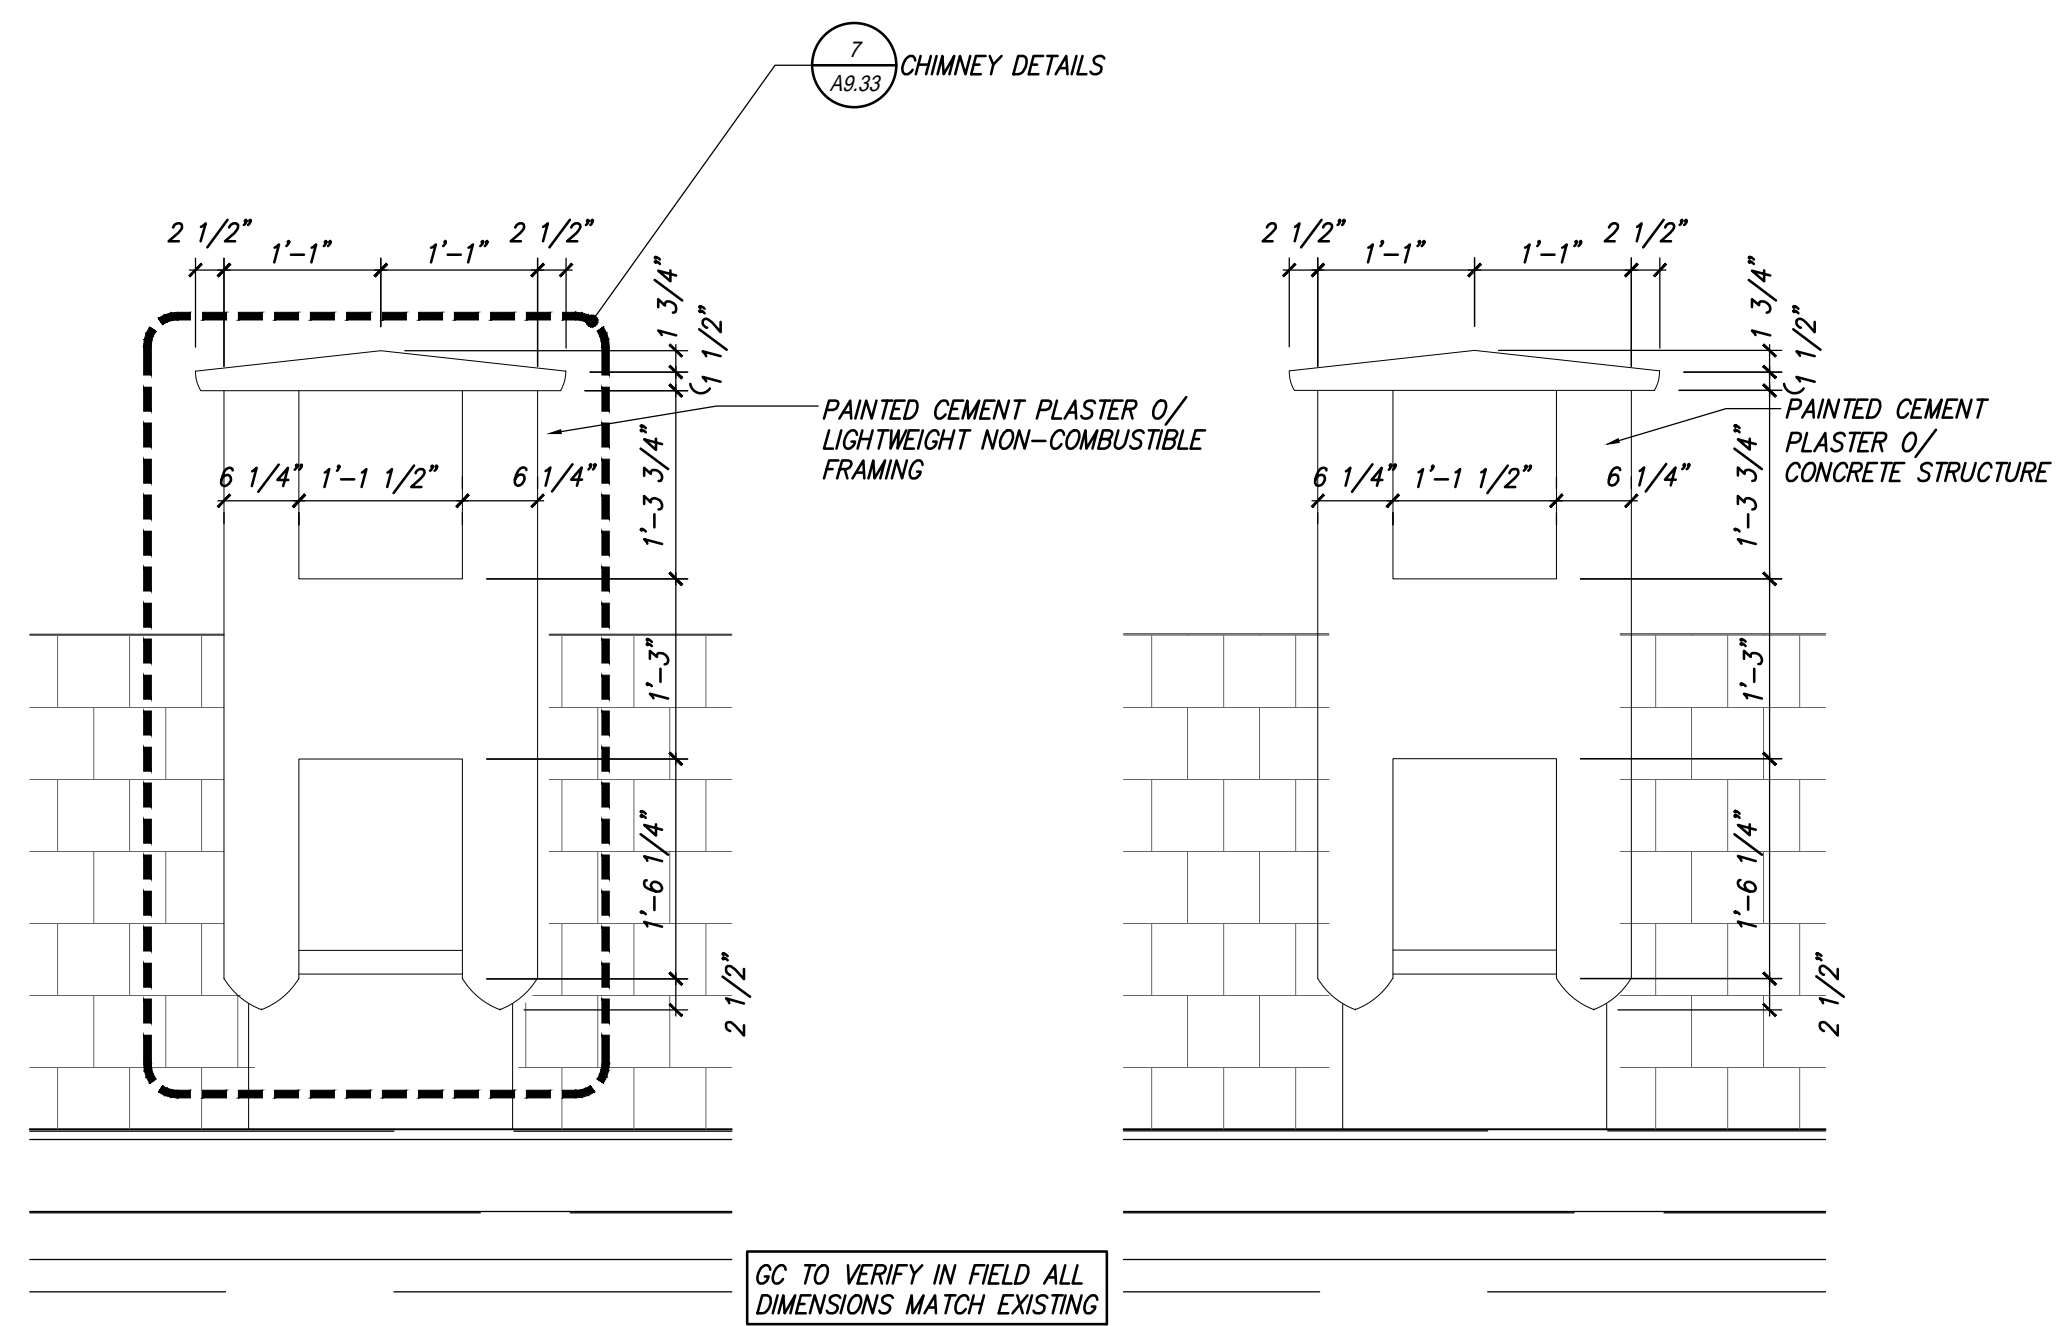 7
A9.33
CHIMNEY DETAILS
2 1/2"
1'-1"
1'-1"
2 1/2"
1 3/4"
1 1/2"
PAINTED CEMENT PLASTER O/
LIGHTWEIGHT NON-COMBUSTIBLE
FRAMING
6 1/4"
1'-1 1/2"
6 1/4"
1'-3 3/4"
1'-3"
1'-6 1/4"
2 1/2"
2 1/2"
1'-1"
1'-1"
2 1/2"
1 3/4"
1 1/2"
PAINTED CEMENT
PLASTER O/
CONCRETE STRUCTURE
6 1/4"
1'-1 1/2"
6 1/4"
1'-3 3/4"
1'-3"
1'-6 1/4"
2 1/2"
GC TO VERIFY IN FIELD ALL
DIMENSIONS MATCH EXISTING